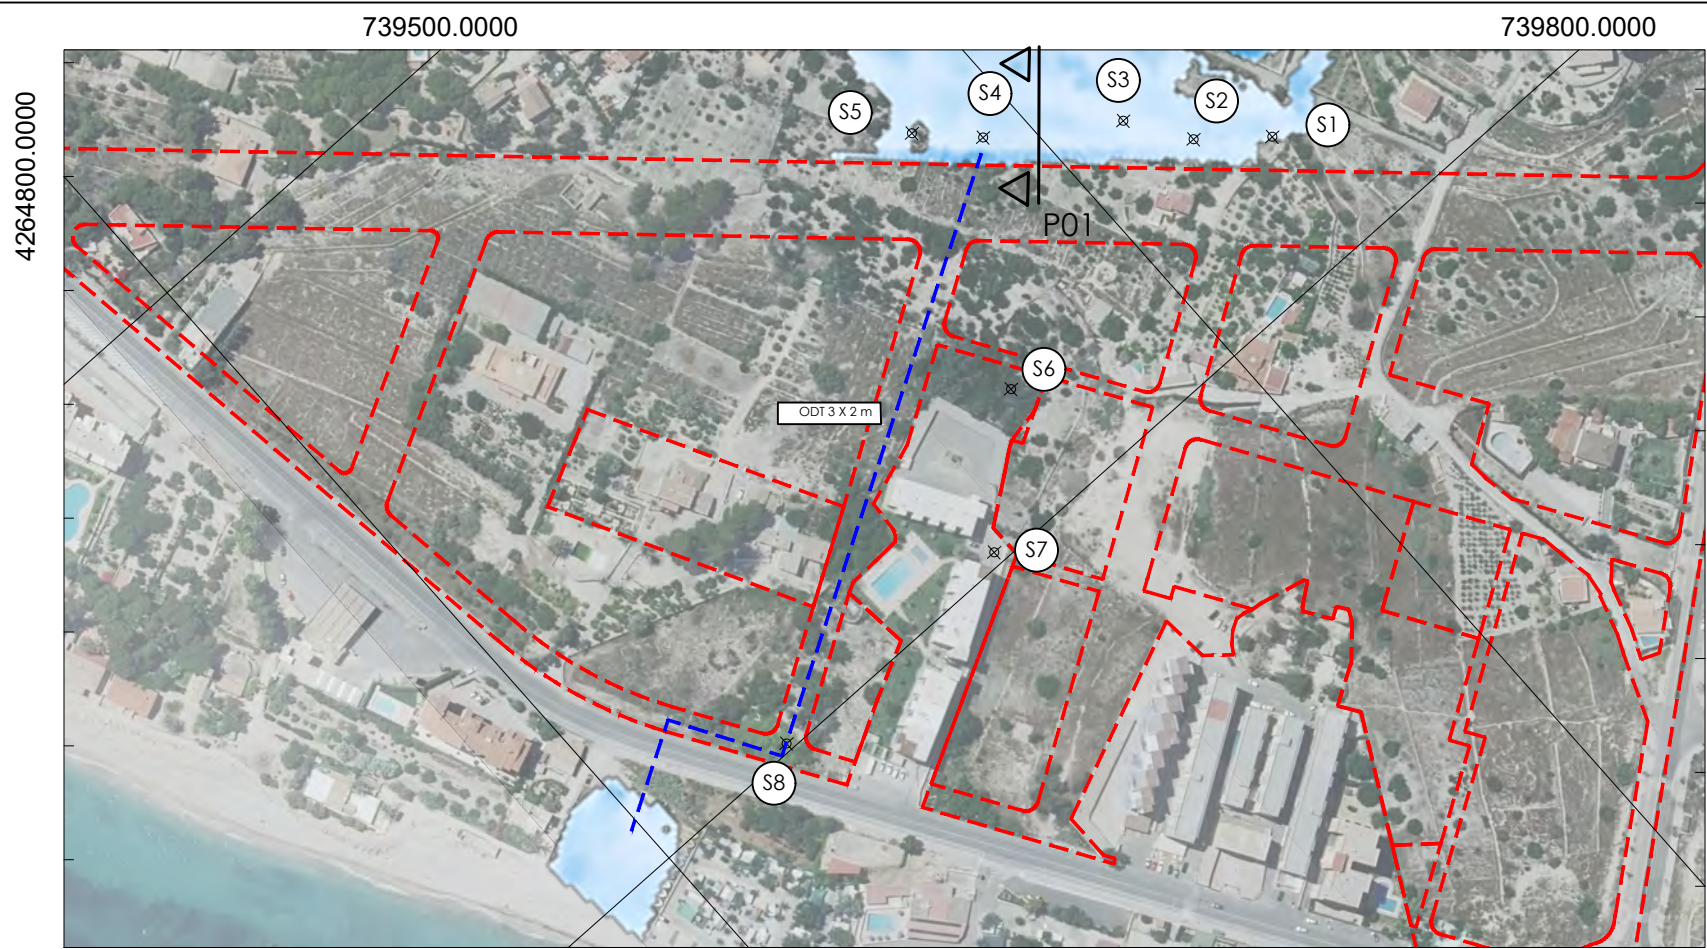 739500.0000
739800.0000
4264800.0000
S3
S4
S2
S5
S1
P01
S6
ODT 3 X 2 m
S7
S8